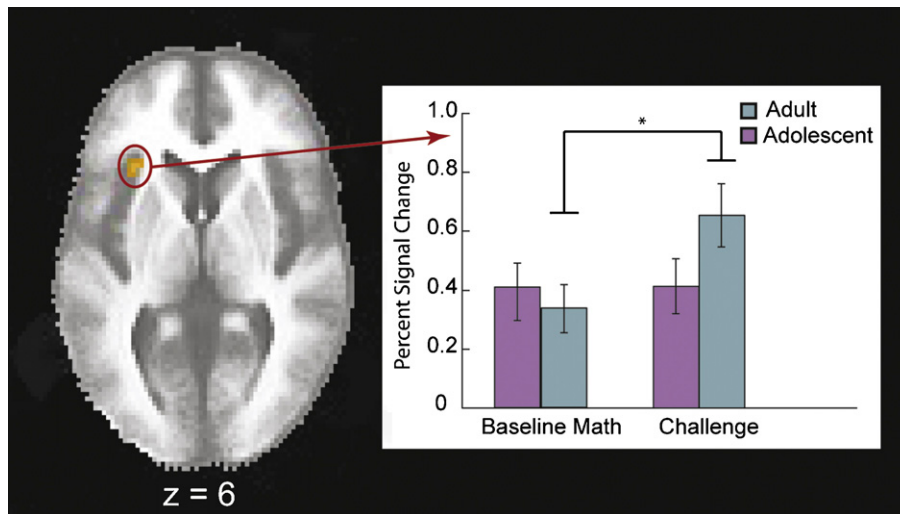 1.0
0.8
0.6
0.4
0.2
0
Percent Signal Change
Adult
Adolescent
*
Baseline Math
Challenge
z = 6